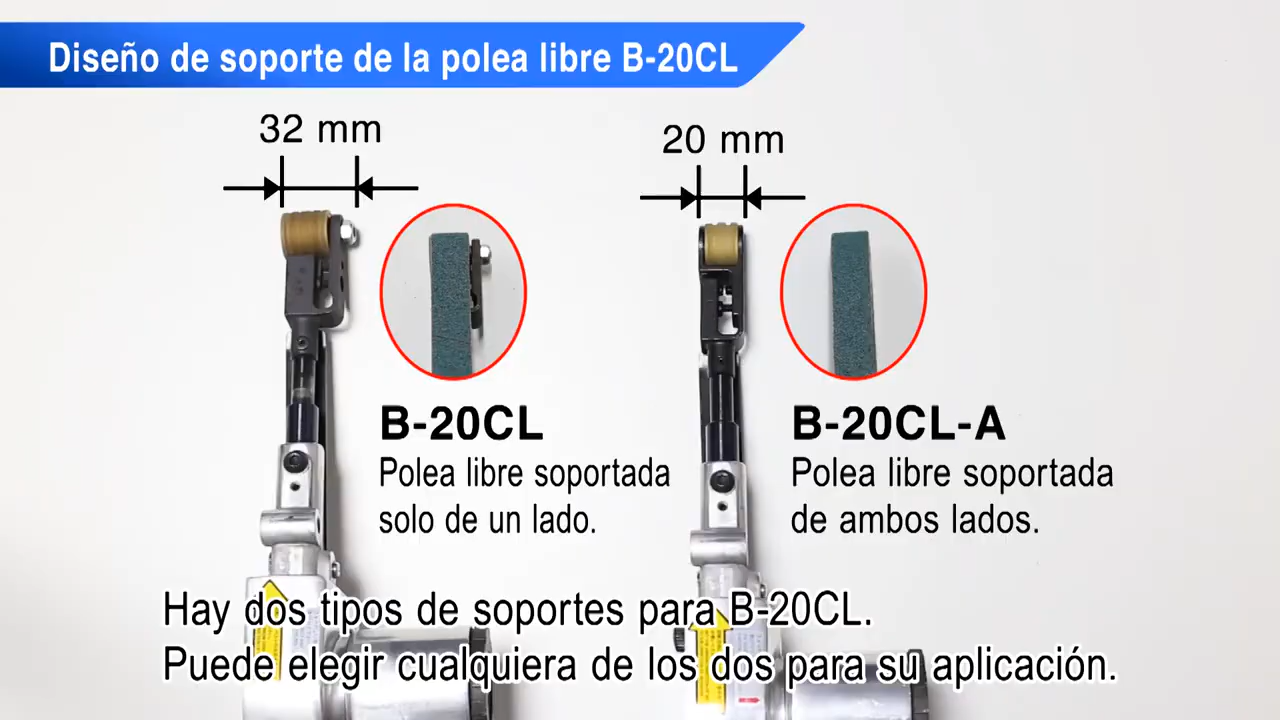 Diseño de soporte de la polea libre B-20CL
32 mm
20 mm
B-20CL
Polea libre soportada
solo de un lado.
B-20CL-A
Polea libre soportada
de ambos lados.
Hay dos tipos de soportes para B-20CL.
Puede elegir cualquiera de los dos para su aplicación.